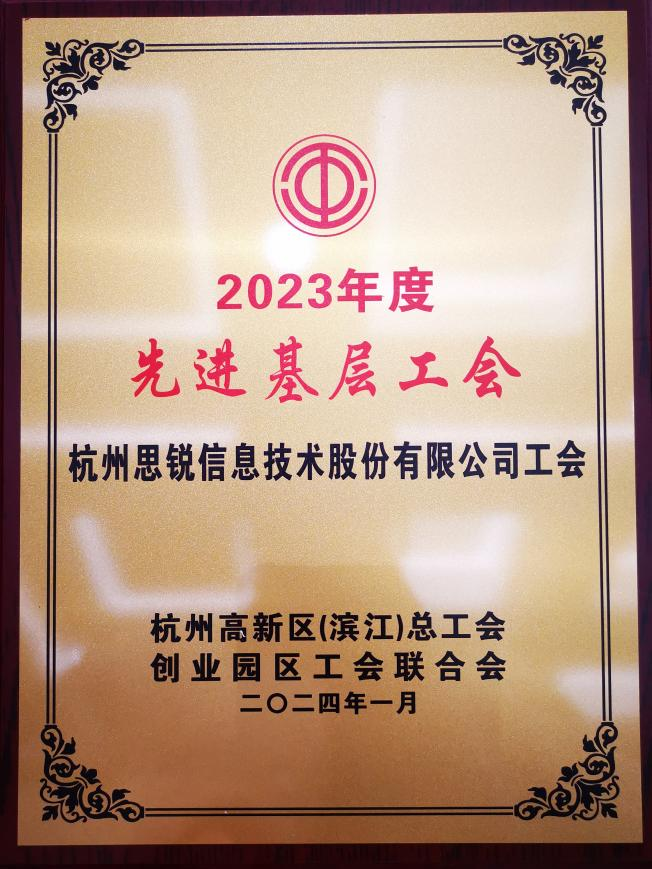 2023年度
先进基层工会
杭州思锐信息技术股份有限公司工会
杭州高新区(滨江)总工会
创业园区工会联合会
二〇二四年一月